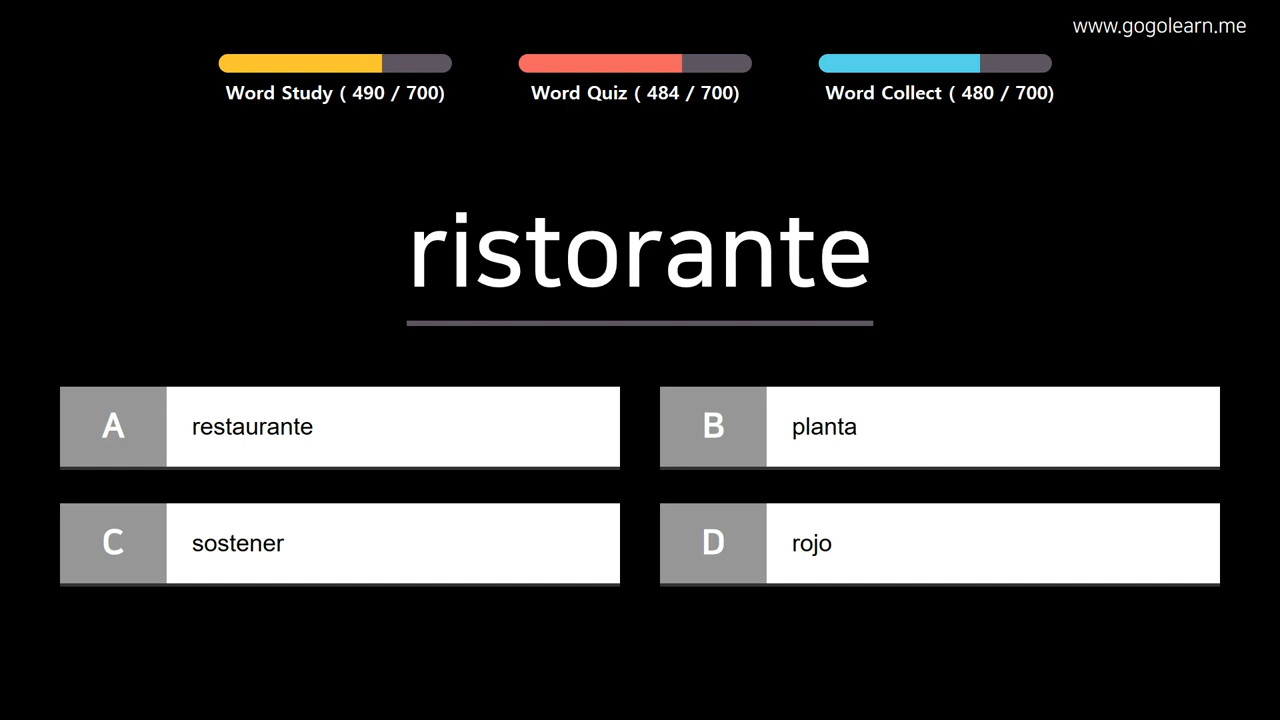 www.gogolearn.me
Word Study ( 490 / 700)
Word Quiz ( 484 / 700)
Word Collect ( 480 / 700)
ristorante
A restaurante
B planta
C sostener
D rojo